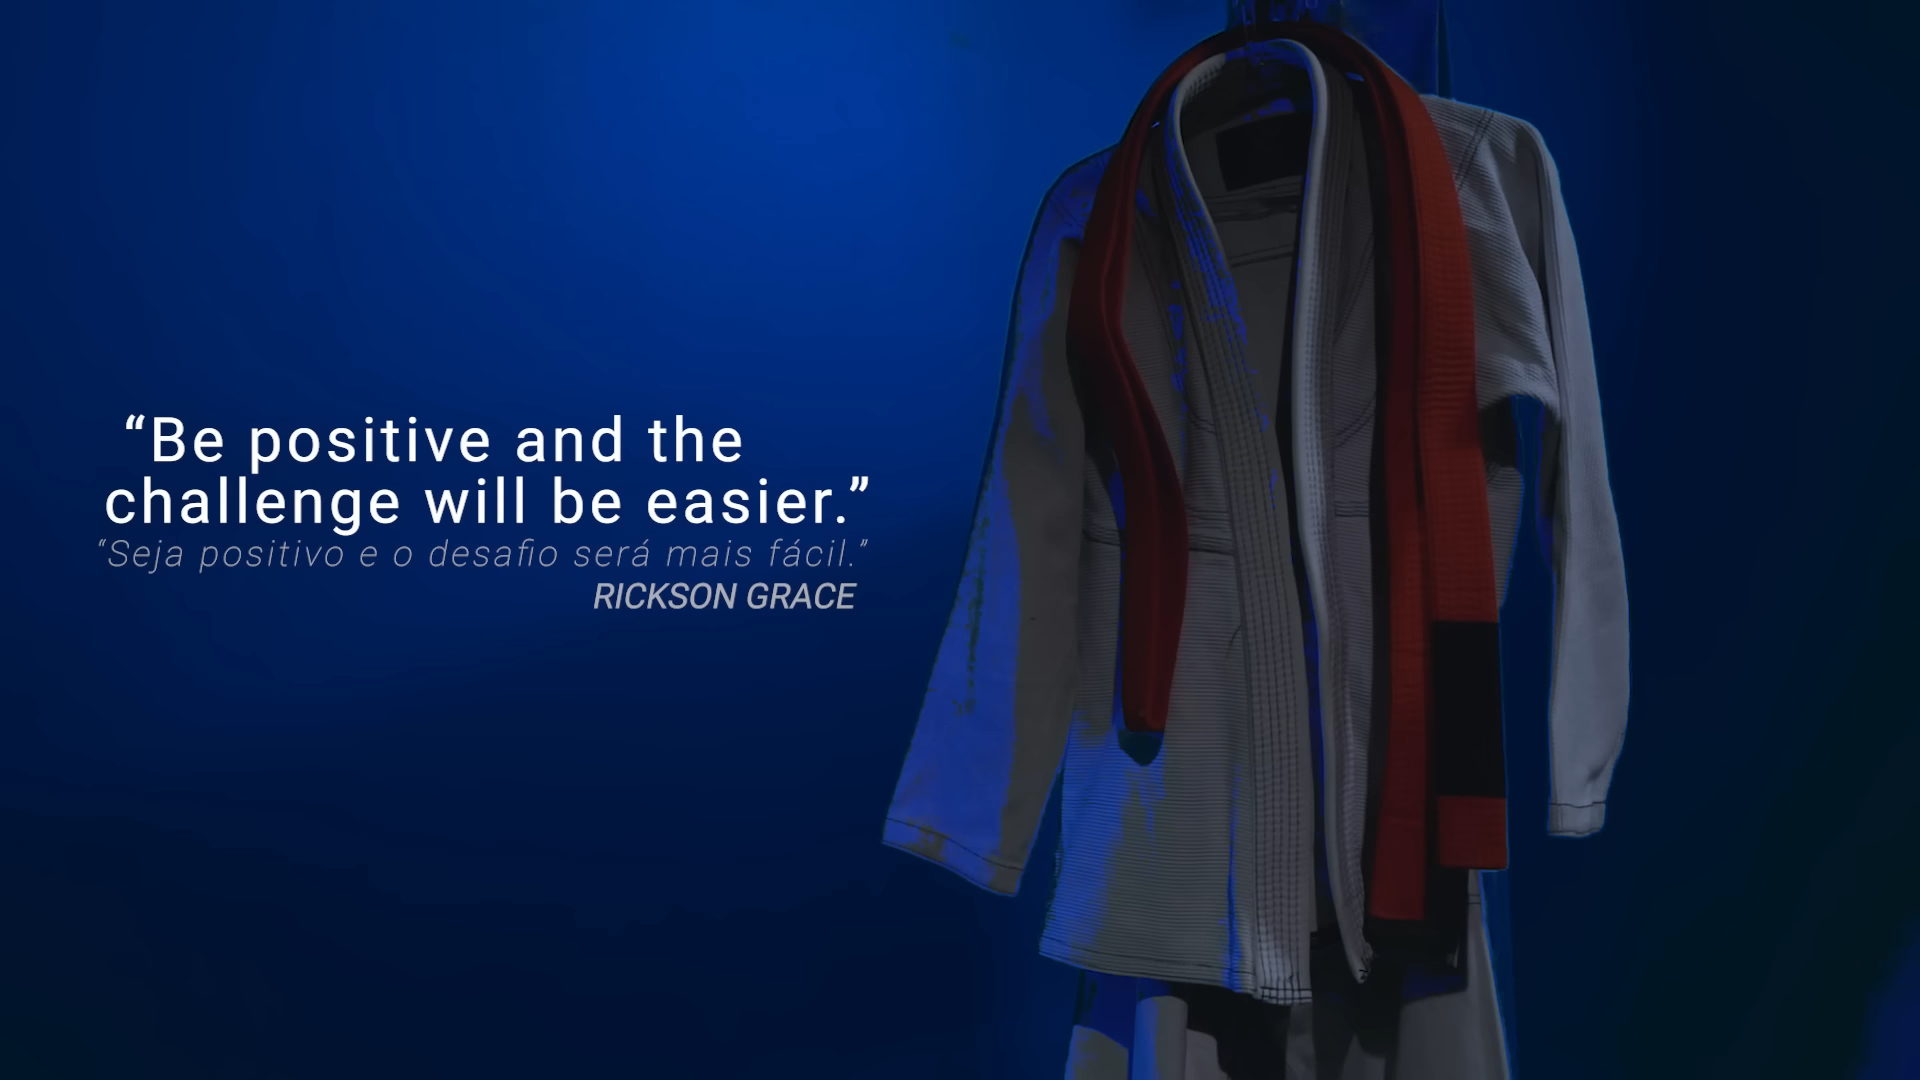 “Be positive and the
challenge will be easier.”
“Seja positivo e o desafio será mais fácil.”
RICKSON GRACE